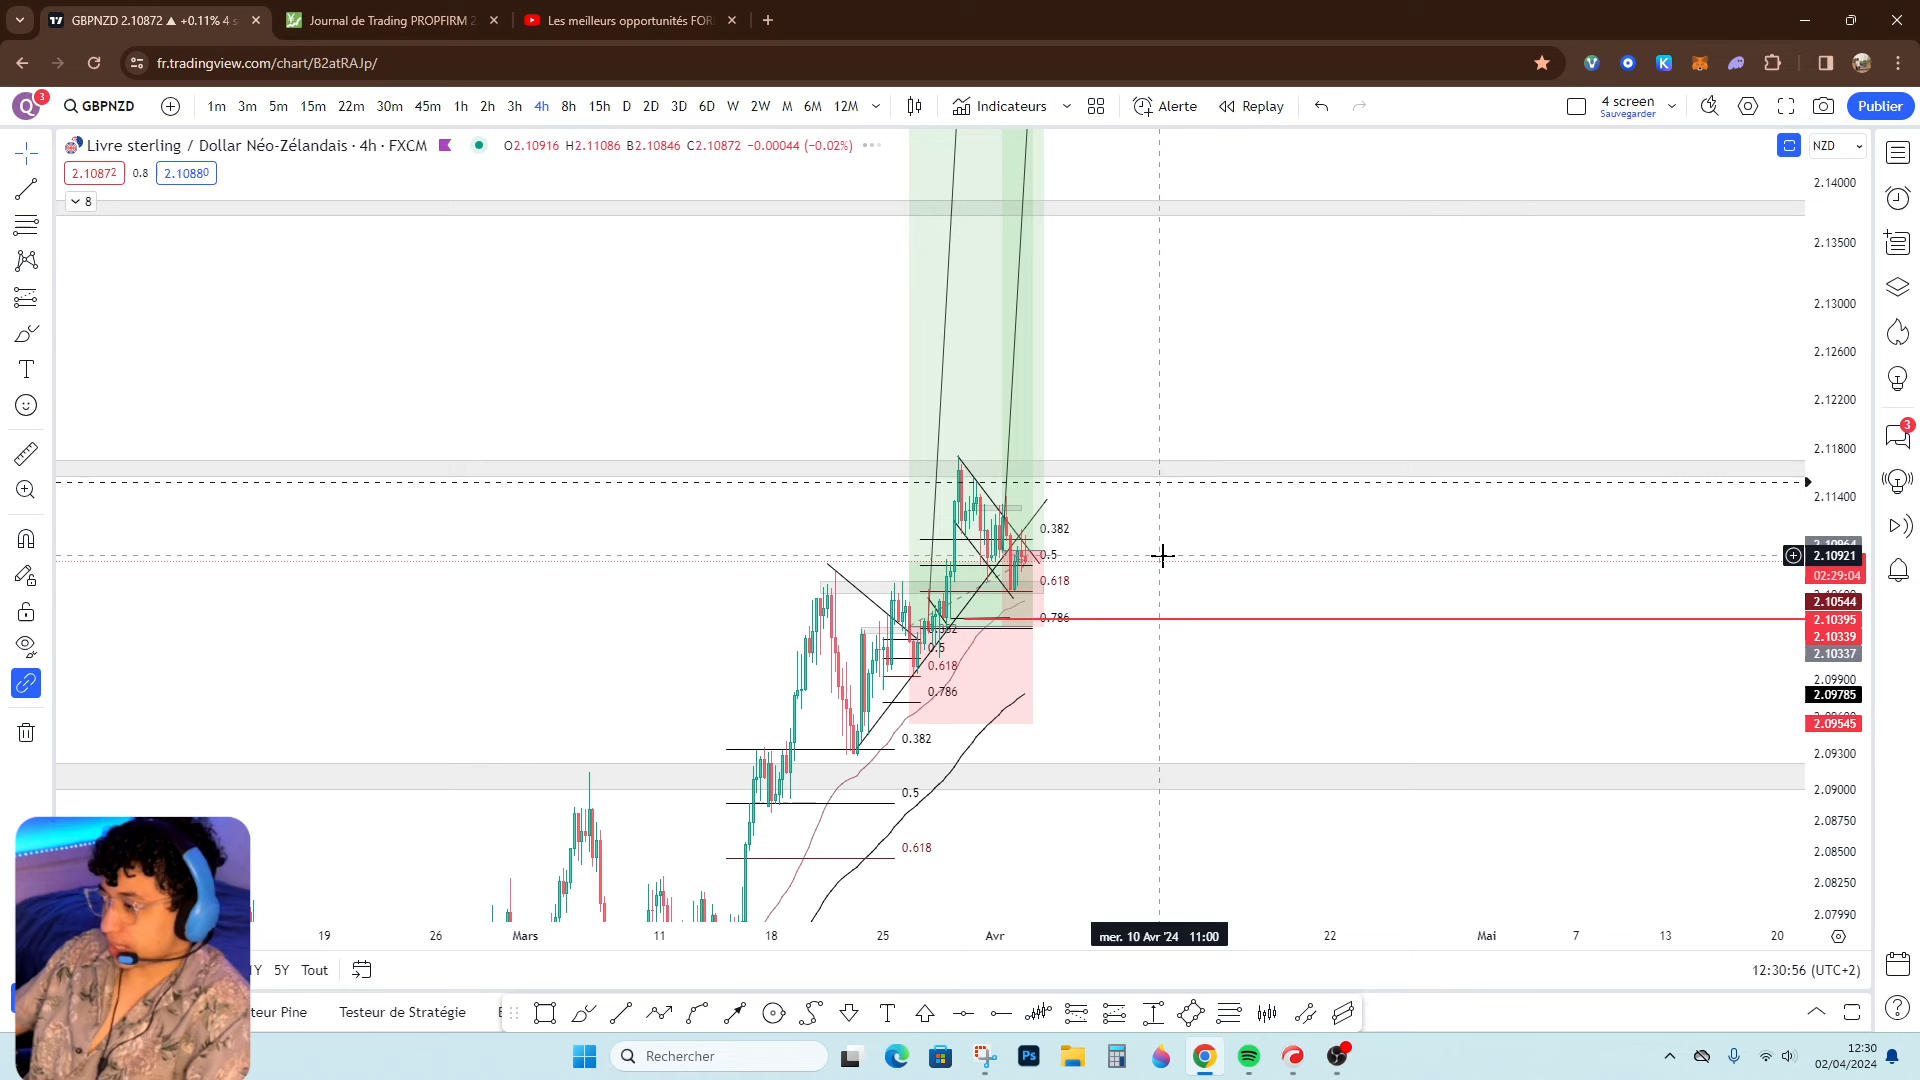 GBPNZD 2.10872 ▲ +0.11% 4 s
Journal de Trading PROPFIRM 2
Les meilleurs opportunités FOR
fr.tradingview.com/chart/B2atRAJp/
Q 3
GBPNZD
1m 3m 5m 15m 22m 30m 45m 1h 2h 3h 4h 8h 15h D 2D 3D 6D W 2W M 6M 12M
Indicateurs
Alerte
Replay
4 screen
Sauvegarder
Publier
Livre sterling / Dollar Néo-Zélandais · 4h · FXCM
O2.10916 H2.11086 B2.10846 C2.10872 −0.00044 (−0.02%)
NZD
2.10872 0.8 2.10880
8
2.14000
2.13500
2.13000
2.12600
2.12200
2.11800
2.11400
2.10964
2.10921
02:29:04
2.10544
2.10395
2.10339
2.10337
2.09900
2.09785
2.09545
2.09300
2.09000
2.08750
2.08500
2.08250
2.07990
0.382
0.5
0.618
0.786
0.382
0.5
0.618
0.786
0.382
0.5
0.618
3
19 26 Mars 11 18 25 Avr mer. 10 Avr '24 11:00 22 Mai 7 13 20
5Y Tout
12:30:56 (UTC+2)
teur Pine
Testeur de Stratégie
Rechercher
Ps
12:30
02/04/2024